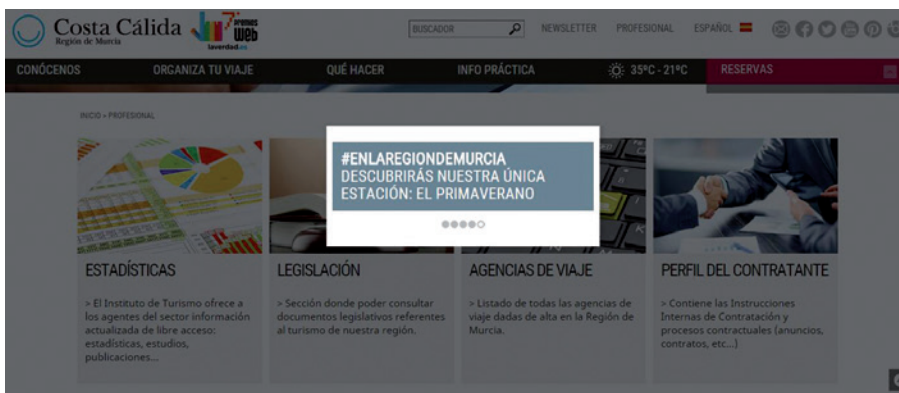 Costa Cálida
Región de Murcia
7os premios
WEB
laverdad.es
BUSCADOR
NEWSLETTER
PROFESIONAL
ESPAÑOL
CONÓCENOS
ORGANIZA TU VIAJE
QUÉ HACER
INFO PRÁCTICA
35ºC - 21ºC
RESERVAS
INICIO > PROFESIONAL
#ENLAREGIONDEMURCIA
DESCUBRIRÁS NUESTRA ÚNICA
ESTACIÓN: EL PRIMAVERANO
ESTADÍSTICAS
> El Instituto de Turismo ofrece a
los agentes del sector información
actualizada de libre acceso:
estadísticas, estudios,
publicaciones...
LEGISLACIÓN
> Sección donde poder consultar
documentos legislativos referentes
al turismo de nuestra región.
AGENCIAS DE VIAJE
> Listado de todas las agencias de
viaje dadas de alta en la Región de
Murcia.
PERFIL DEL CONTRATANTE
> Contiene las Instrucciones
Internas de Contratación y
procesos contractuales (anuncios,
contratos, etc...)